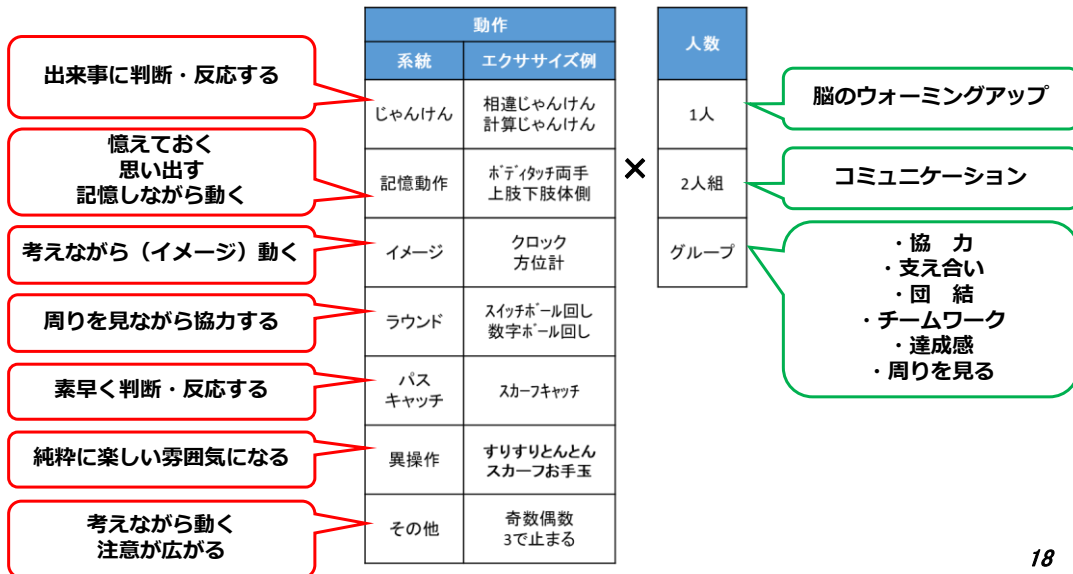 動作
系統
エクササイズ例
じゃんけん
相違じゃんけん
計算じゃんけん
記憶動作
ﾎﾞﾃﾞｨﾀｯﾁ両手
上肢下肢体側
イメージ
クロック
方位計
ラウンド
ｽｲｯﾁﾎﾞｰﾙ回し
数字ﾎﾞｰﾙ回し
パス
キャッチ
ｽｶｰﾌｷｬｯﾁ
異操作
すりすりとんとん
スカーフお手玉
その他
奇数偶数
3で止まる
×
人数
1人
2人組
グループ
出来事に判断・反応する
憶えておく
思い出す
記憶しながら動く
考えながら（イメージ）動く
周りを見ながら協力する
素早く判断・反応する
純粋に楽しい雰囲気になる
考えながら動く
注意が広がる
脳のウォーミングアップ
コミュニケーション
・協　力
・支え合い
・団　結
・チームワーク
・達成感
・周りを見る
18